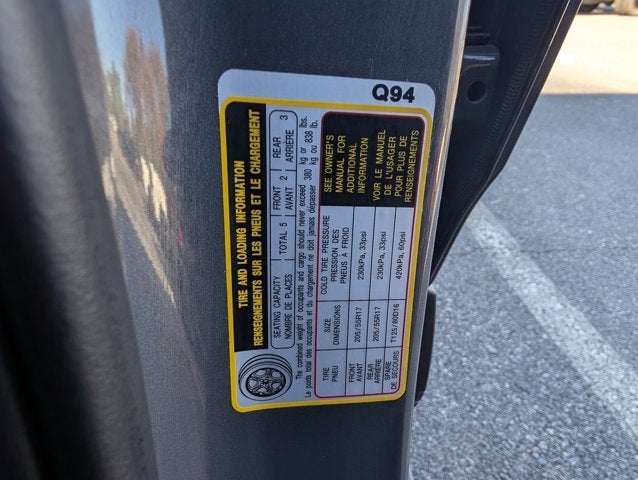 Q94
TIRE AND LOADING INFORMATION
RENSEIGNEMENTS SUR LES PNEUS ET LE CHARGEMENT
SEATING CAPACITY TOTAL 5 FRONT 2 REAR 3
NOMBRE DE PLACES AVANT ARRIÈRE
The combined weight of occupants and cargo should never exceed 380 kg or 838 lbs.
Le poids total des occupants et du chargement ne doit jamais dépasser 380 kg ou 838 lb.
TIRE
PNEU
SIZE
DIMENSIONS
COLD TIRE PRESSURE
PRESSION DES
PNEUS À FROID
SEE OWNER'S
MANUAL FOR
ADDITIONAL
INFORMATION
VOIR LE MANUEL
DE L'USAGER
POUR PLUS DE
RENSEIGNEMENTS
FRONT
AVANT
205/55R17
230kPa, 33psi
REAR
ARRIÈRE
205/55R17
230kPa, 33psi
SPARE
DE SECOURS
T125/80D16
420kPa, 60psi